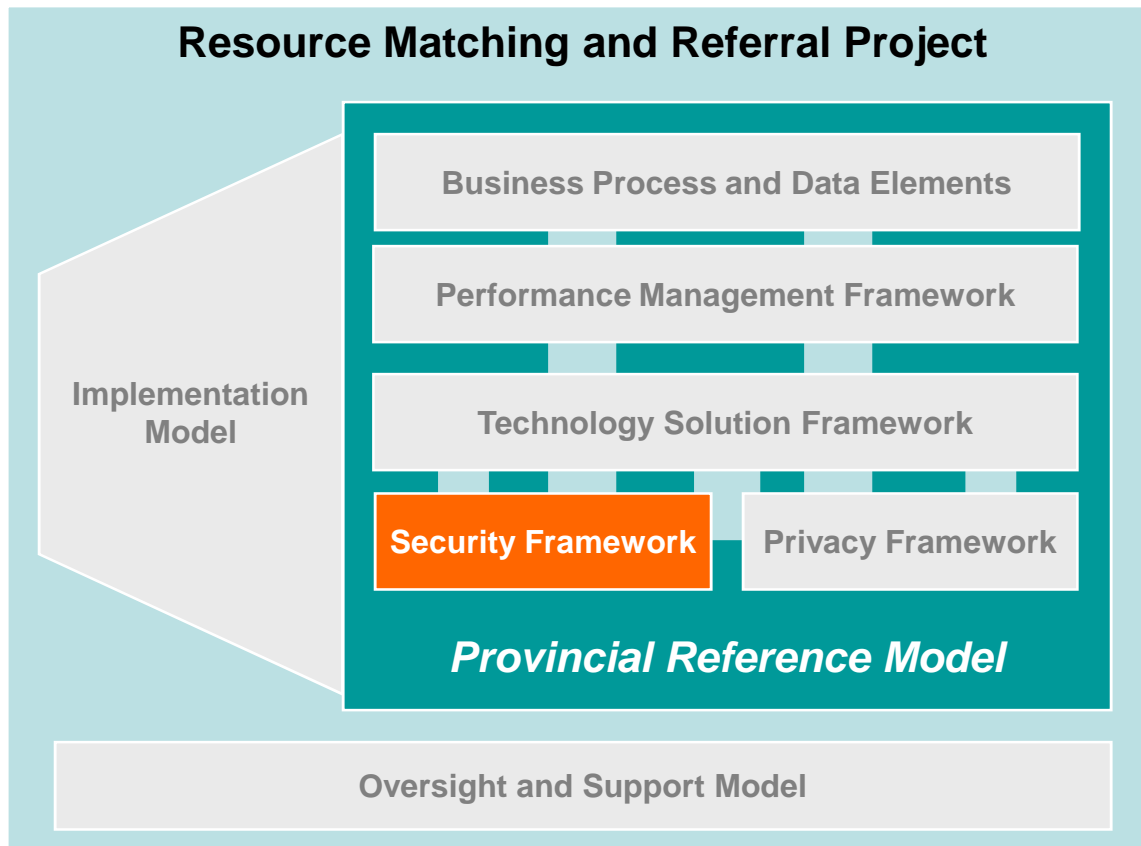 Resource Matching and Referral Project
Business Process and Data Elements
Performance Management Framework
Implementation
Model
Technology Solution Framework
Security Framework
Privacy Framework
Provincial Reference Model
Oversight and Support Model